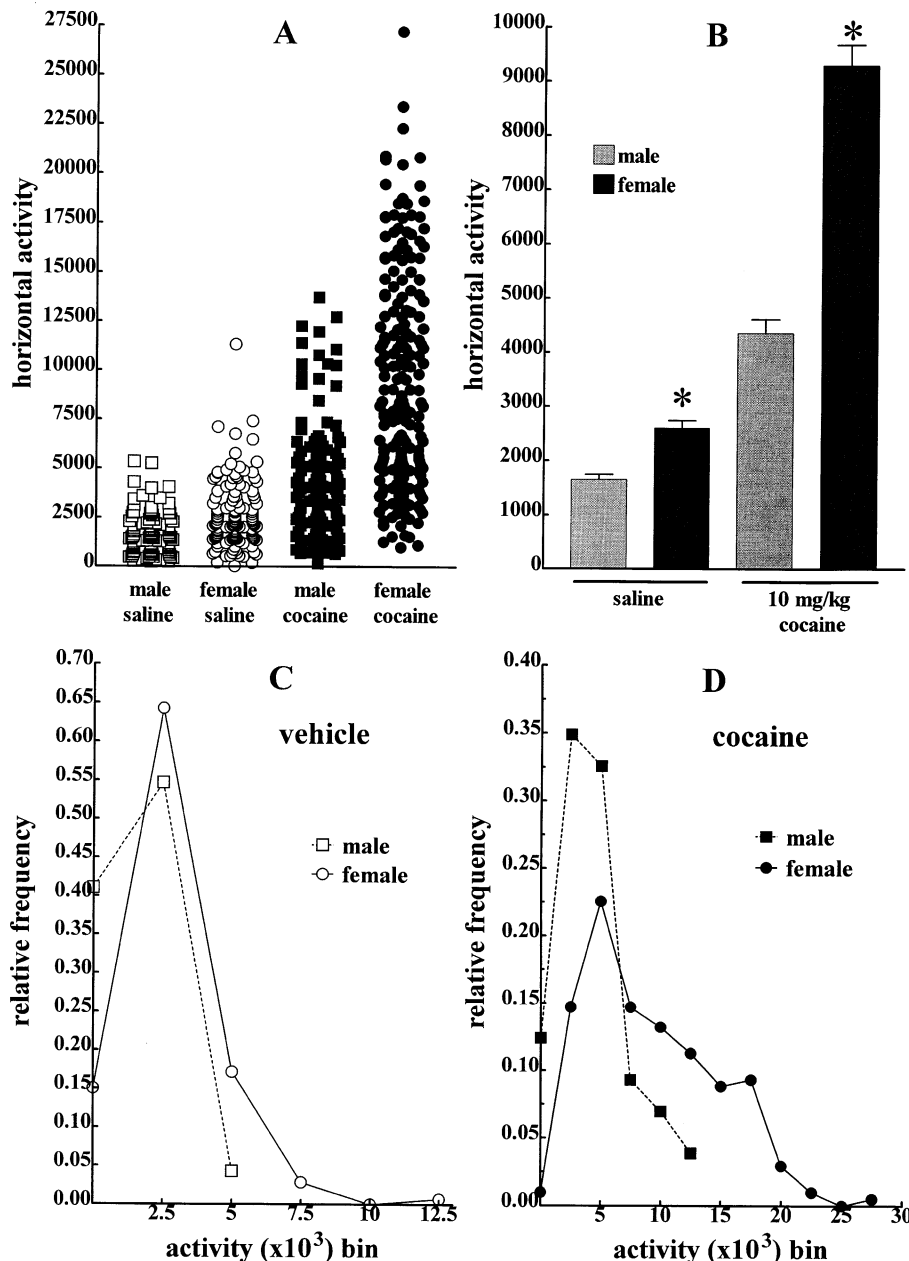 A
horizontal activity
27500
25000
22500
20000
17500
15000
12500
10000
7500
5000
2500
0
male female male female
saline saline cocaine cocaine
B
horizontal activity
10000
9000
8000
7000
6000
5000
4000
3000
2000
1000
0
male
female
*
*
saline 10 mg/kg
cocaine
C
vehicle
relative frequency
0.70
0.65
0.60
0.55
0.50
0.45
0.40
0.35
0.30
0.25
0.20
0.15
0.10
0.05
0.00
male
female
2.5 5 7.5 10 12.5
activity (x10³) bin
D
cocaine
relative frequency
0.40
0.35
0.30
0.25
0.20
0.15
0.10
0.05
0.00
male
female
5 10 15 20 25 30
activity (x10³) bin